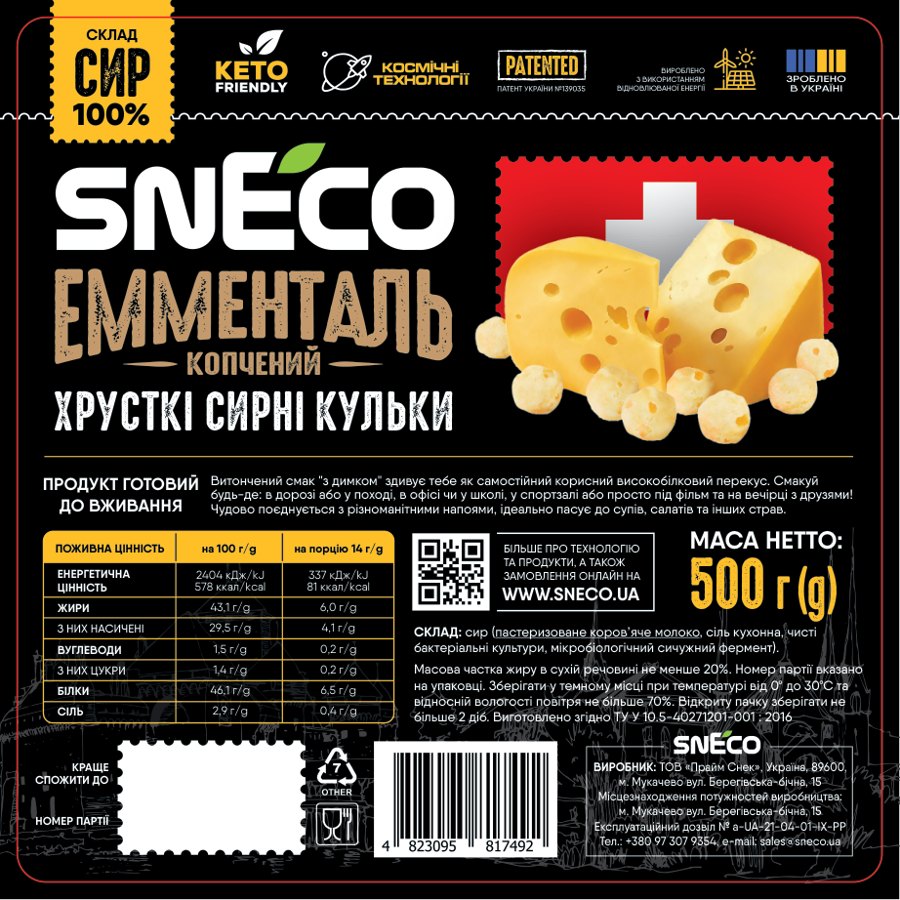 СКЛАД
СИР
100%
KETO
FRIENDLY
КОСМІЧНІ
ТЕХНОЛОГІЇ
PATENTED
ПАТЕНТ УКРАЇНИ №139035
ВИРОБЛЕНО
З ВИКОРИСТАННЯМ
ВІДНОВЛЮВАНОЇ ЕНЕРГІЇ
ЗРОБЛЕНО
В УКРАЇНІ
SNECO
ЕММЕНТАЛЬ
КОПЧЕНИЙ
ХРУСТКІ СИРНІ КУЛЬКИ
ПРОДУКТ ГОТОВИЙ
ДО ВЖИВАННЯ
Витончений смак "з димком" здивує тебе як самостійний корисний високобілковий перекус. Смакуй
будь-де: в дорозі або у поході, в офісі чи у школі, у спортзалі або просто під фільм та на вечірці з друзями!
Чудово поєднується з різноманітними напоями, ідеально пасує до супів, салатів та інших страв.
ПОЖИВНА ЦІННІСТЬ на 100 г/g на порцію 14 г/g
ЕНЕРГЕТИЧНА ЦІННІСТЬ 2404 кДж/kJ 578 ккал/kcal 337 кДж/kJ 81 ккал/kcal
ЖИРИ 43,1 г/g 6,0 г/g
З НИХ НАСИЧЕНІ 29,5 г/g 4,1 г/g
ВУГЛЕВОДИ 1,5 г/g 0,2 г/g
З НИХ ЦУКРИ 1,4 г/g 0,2 г/g
БІЛКИ 46,1 г/g 6,5 г/g
СІЛЬ 2,9 г/g 0,4 г/g
БІЛЬШЕ ПРО ТЕХНОЛОГІЮ
ТА ПРОДУКТИ, А ТАКОЖ
ЗАМОВЛЕННЯ ОНЛАЙН НА
WWW.SNECO.UA
МАСА НЕТТО:
500 г (g)
СКЛАД: сир (пастеризоване коров’яче молоко, сіль кухонна, чисті
бактеріальні культури, мікробіологічний сичужний фермент).
Масова частка жиру в сухій речовині не менше 20%. Номер партії вказано
на упаковці. Зберігати у темному місці при температурі від 0° до 30°С та
відносній вологості повітря не більше 70%. Відкриту пачку зберігати не
більше 2 діб. Виготовлено згідно ТУ У 10.5-40271201-001 : 2016
КРАЩЕ
СПОЖИТИ ДО
НОМЕР ПАРТІЇ
7
OTHER
4 823095 817492
SNECO
ВИРОБНИК: ТОВ «Прайм Снек», Україна, 89600,
м. Мукачево вул. Берегівська-бічна, 15
Місцезнаходження потужностей виробництва:
м. Мукачево вул. Берегівська-бічна, 15
Експлуатаційний дозвіл № a-UA-21-04-01-IX-PP
Тел.: +380 97 307 9354, e-mail: sales@sneco.ua